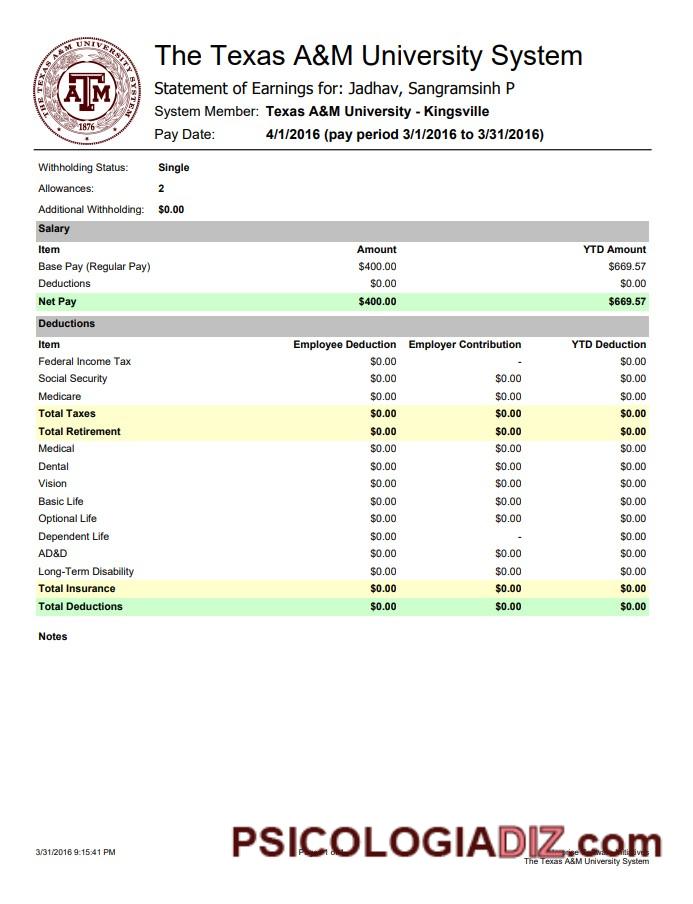 THE TEXAS A&M UNIVERSITY SYSTEM
ATM
1876
The Texas A&M University System
Statement of Earnings for: Jadhav, Sangramsinh P
System Member: Texas A&M University - Kingsville
Pay Date: 4/1/2016 (pay period 3/1/2016 to 3/31/2016)
Withholding Status: Single
Allowances: 2
Additional Withholding: $0.00
Salary
Item Amount YTD Amount
Base Pay (Regular Pay) $400.00 $669.57
Deductions $0.00 $0.00
Net Pay $400.00 $669.57
Deductions
Item Employee Deduction Employer Contribution YTD Deduction
Federal Income Tax $0.00 - $0.00
Social Security $0.00 $0.00 $0.00
Medicare $0.00 $0.00 $0.00
Total Taxes $0.00 $0.00 $0.00
Total Retirement $0.00 $0.00 $0.00
Medical $0.00 $0.00 $0.00
Dental $0.00 $0.00 $0.00
Vision $0.00 $0.00 $0.00
Basic Life $0.00 $0.00 $0.00
Optional Life $0.00 $0.00 $0.00
Dependent Life $0.00 - $0.00
AD&D $0.00 $0.00 $0.00
Long-Term Disability $0.00 $0.00 $0.00
Total Insurance $0.00 $0.00 $0.00
Total Deductions $0.00 $0.00 $0.00
Notes
PSICOLOGIADIZ.com
3/31/2016 9:15:41 PM
The Texas A&M University System